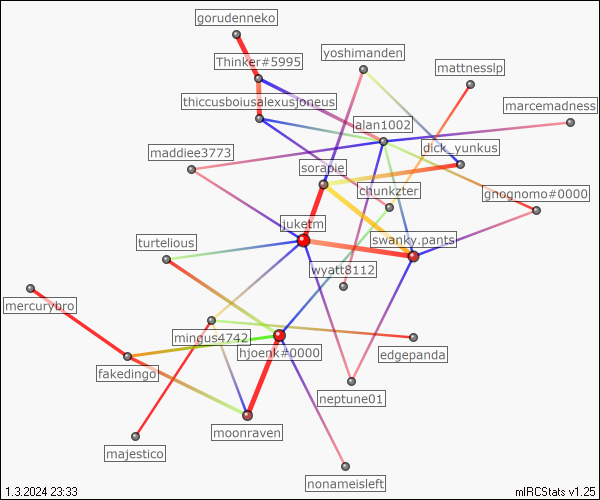 gorudenneko
yoshimanden
Thinker#5995
mattnesslp
thiccusboiusalexusjoneus
marcemadness
alan1002
dick_yunkus
maddiee3773
sorapie
chunkzter
gnognomo#0000
juketm
swanky.pants
turtelious
wyatt8112
mercurybro
mingus4742
hjoenk#0000
edgepanda
fakedingo
neptune01
moonraven
majestico
nonameisleft
1.3.2024 23:33
mIRCStats v1.25